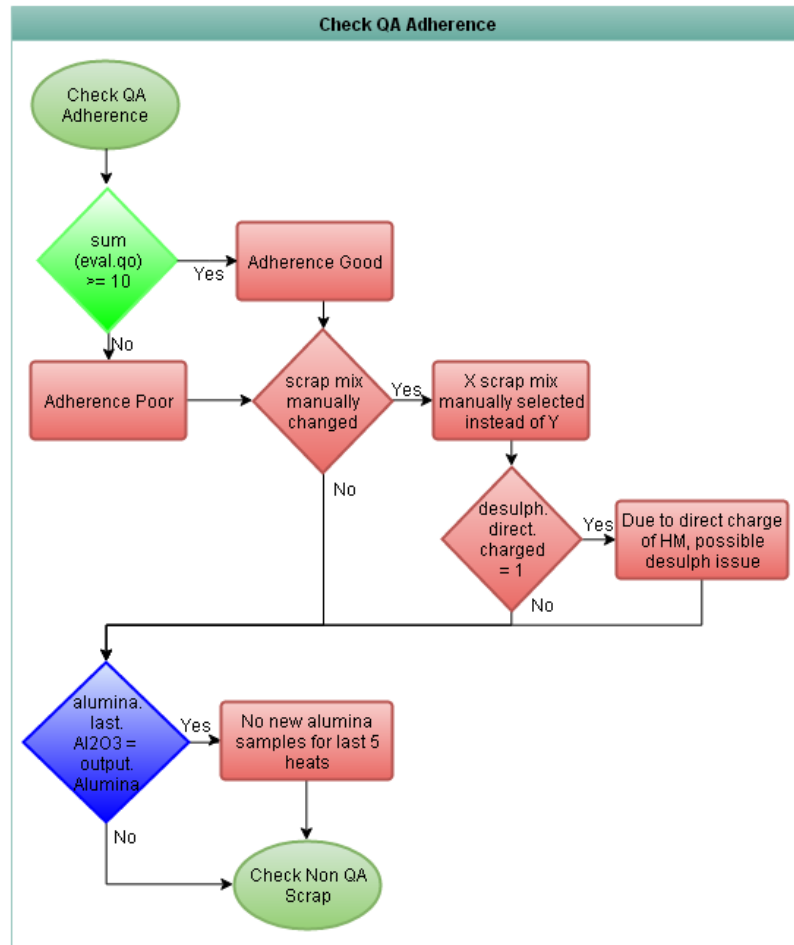 Check QA Adherence
Check QA
Adherence
sum
(eval.qo)
>= 10
Yes
Adherence Good
No
Adherence Poor
scrap mix
manually
changed
Yes
X scrap mix
manually selected
instead of Y
No
desulph.
direct.
charged
= 1
Yes
Due to direct charge
of HM, possible
desulph issue
No
alumina.
last.
Al2O3 =
output.
Alumina
Yes
No new alumina
samples for last 5
heats
No
Check Non QA
Scrap